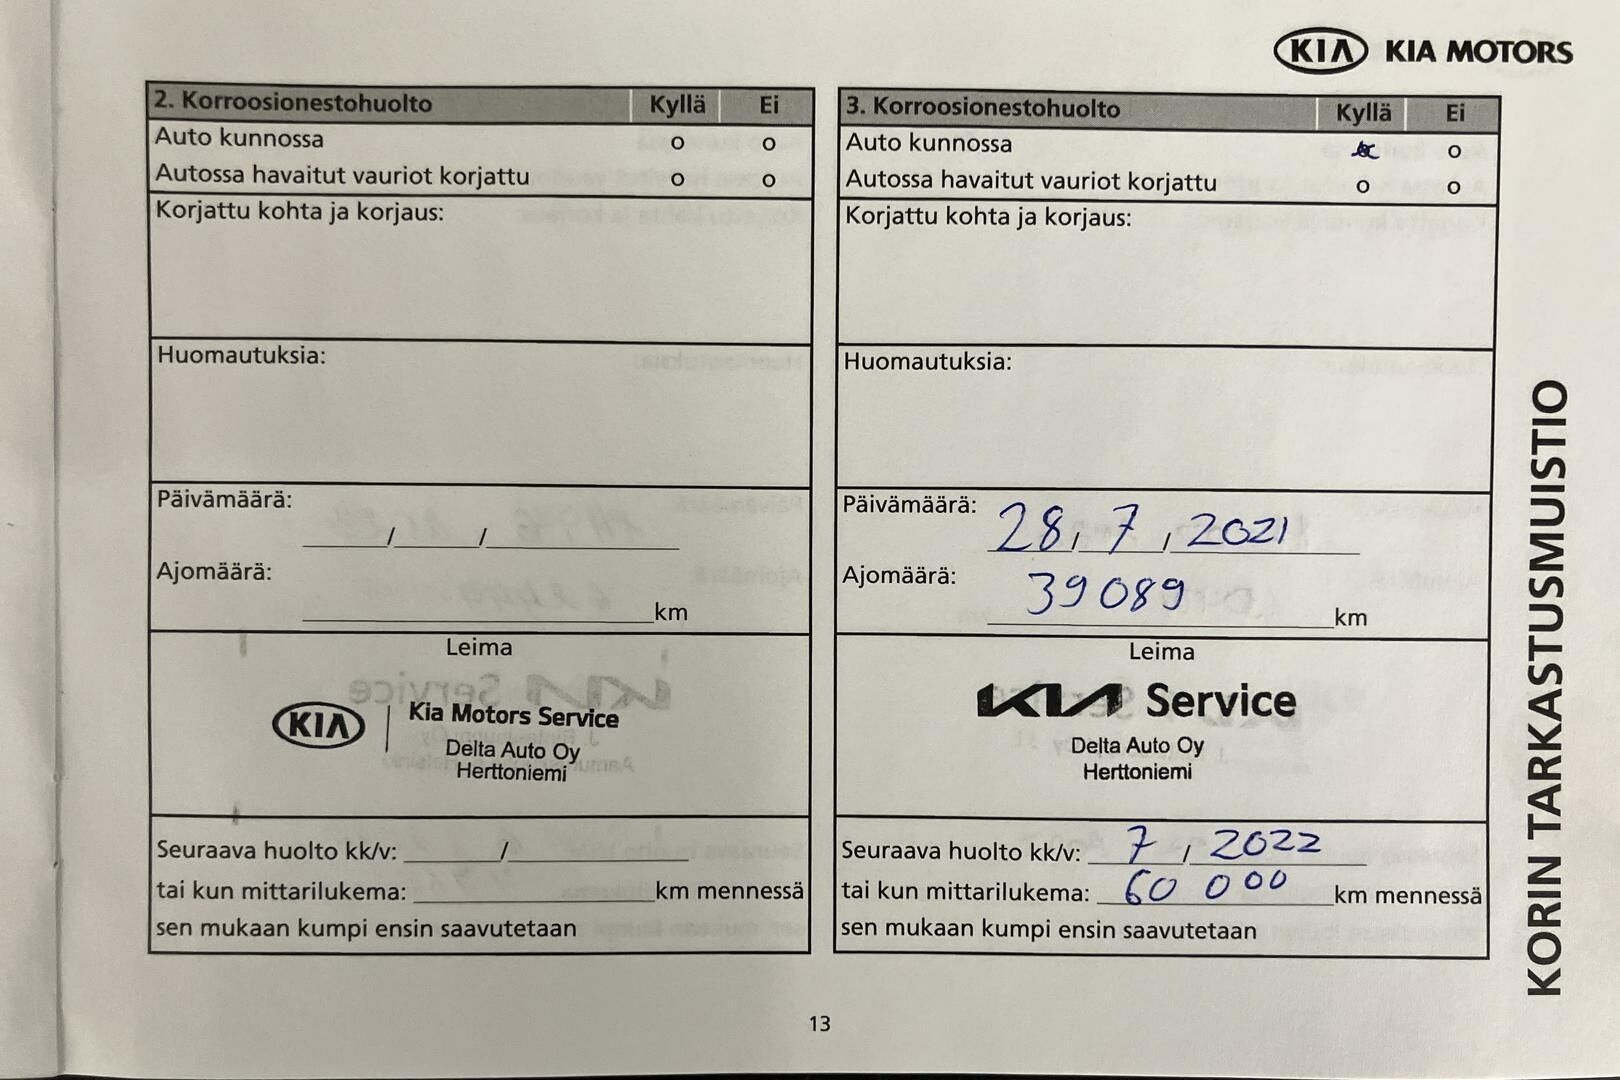 KIA KIA MOTORS
2. Korroosionestohuolto Kyllä Ei
Auto kunnossa o o
Autossa havaitut vauriot korjattu o o
Korjattu kohta ja korjaus:
Huomautuksia:
Päivämäärä:
/ /
Ajomäärä:
km
Leima
KIA Kia Motors Service
Delta Auto Oy
Herttoniemi
Seuraava huolto kk/v: /
tai kun mittarilukema: km mennessä
sen mukaan kumpi ensin saavutetaan
3. Korroosionestohuolto Kyllä Ei
Auto kunnossa x o
Autossa havaitut vauriot korjattu o o
Korjattu kohta ja korjaus:
Huomautuksia:
Päivämäärä: 28 / 7 / 2021
Ajomäärä: 39 089
km
Leima
KIA Service
Delta Auto Oy
Herttoniemi
Seuraava huolto kk/v: 7 / 2022
tai kun mittarilukema: 60 000 km mennessä
sen mukaan kumpi ensin saavutetaan
KORIN TARKASTUSMUISTIO
13